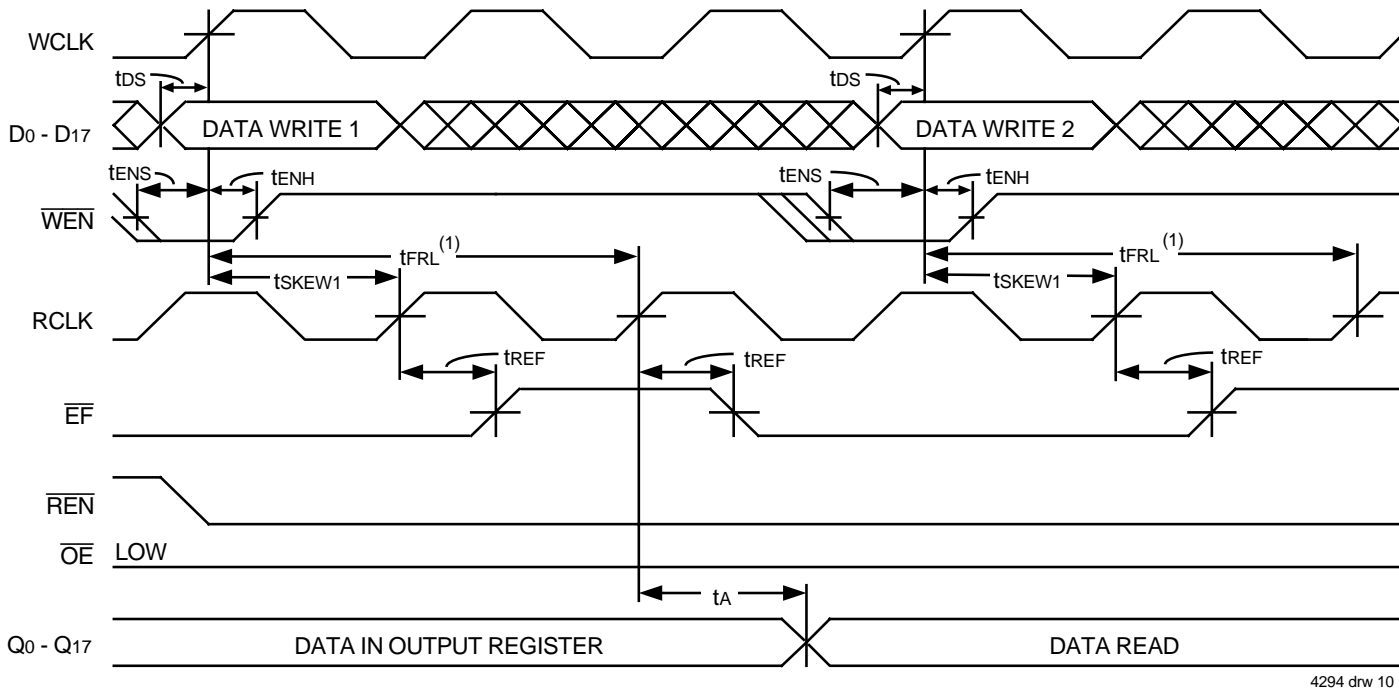 WCLK
tDS
tDS
D0 - D17
DATA WRITE 1
DATA WRITE 2
tENS
tENH
tENS
tENH
WEN
tFRL(1)
tFRL(1)
tSKEW1
tSKEW1
RCLK
tREF
tREF
tREF
EF
REN
OE
LOW
tA
Q0 - Q17
DATA IN OUTPUT REGISTER
DATA READ
4294 drw 10